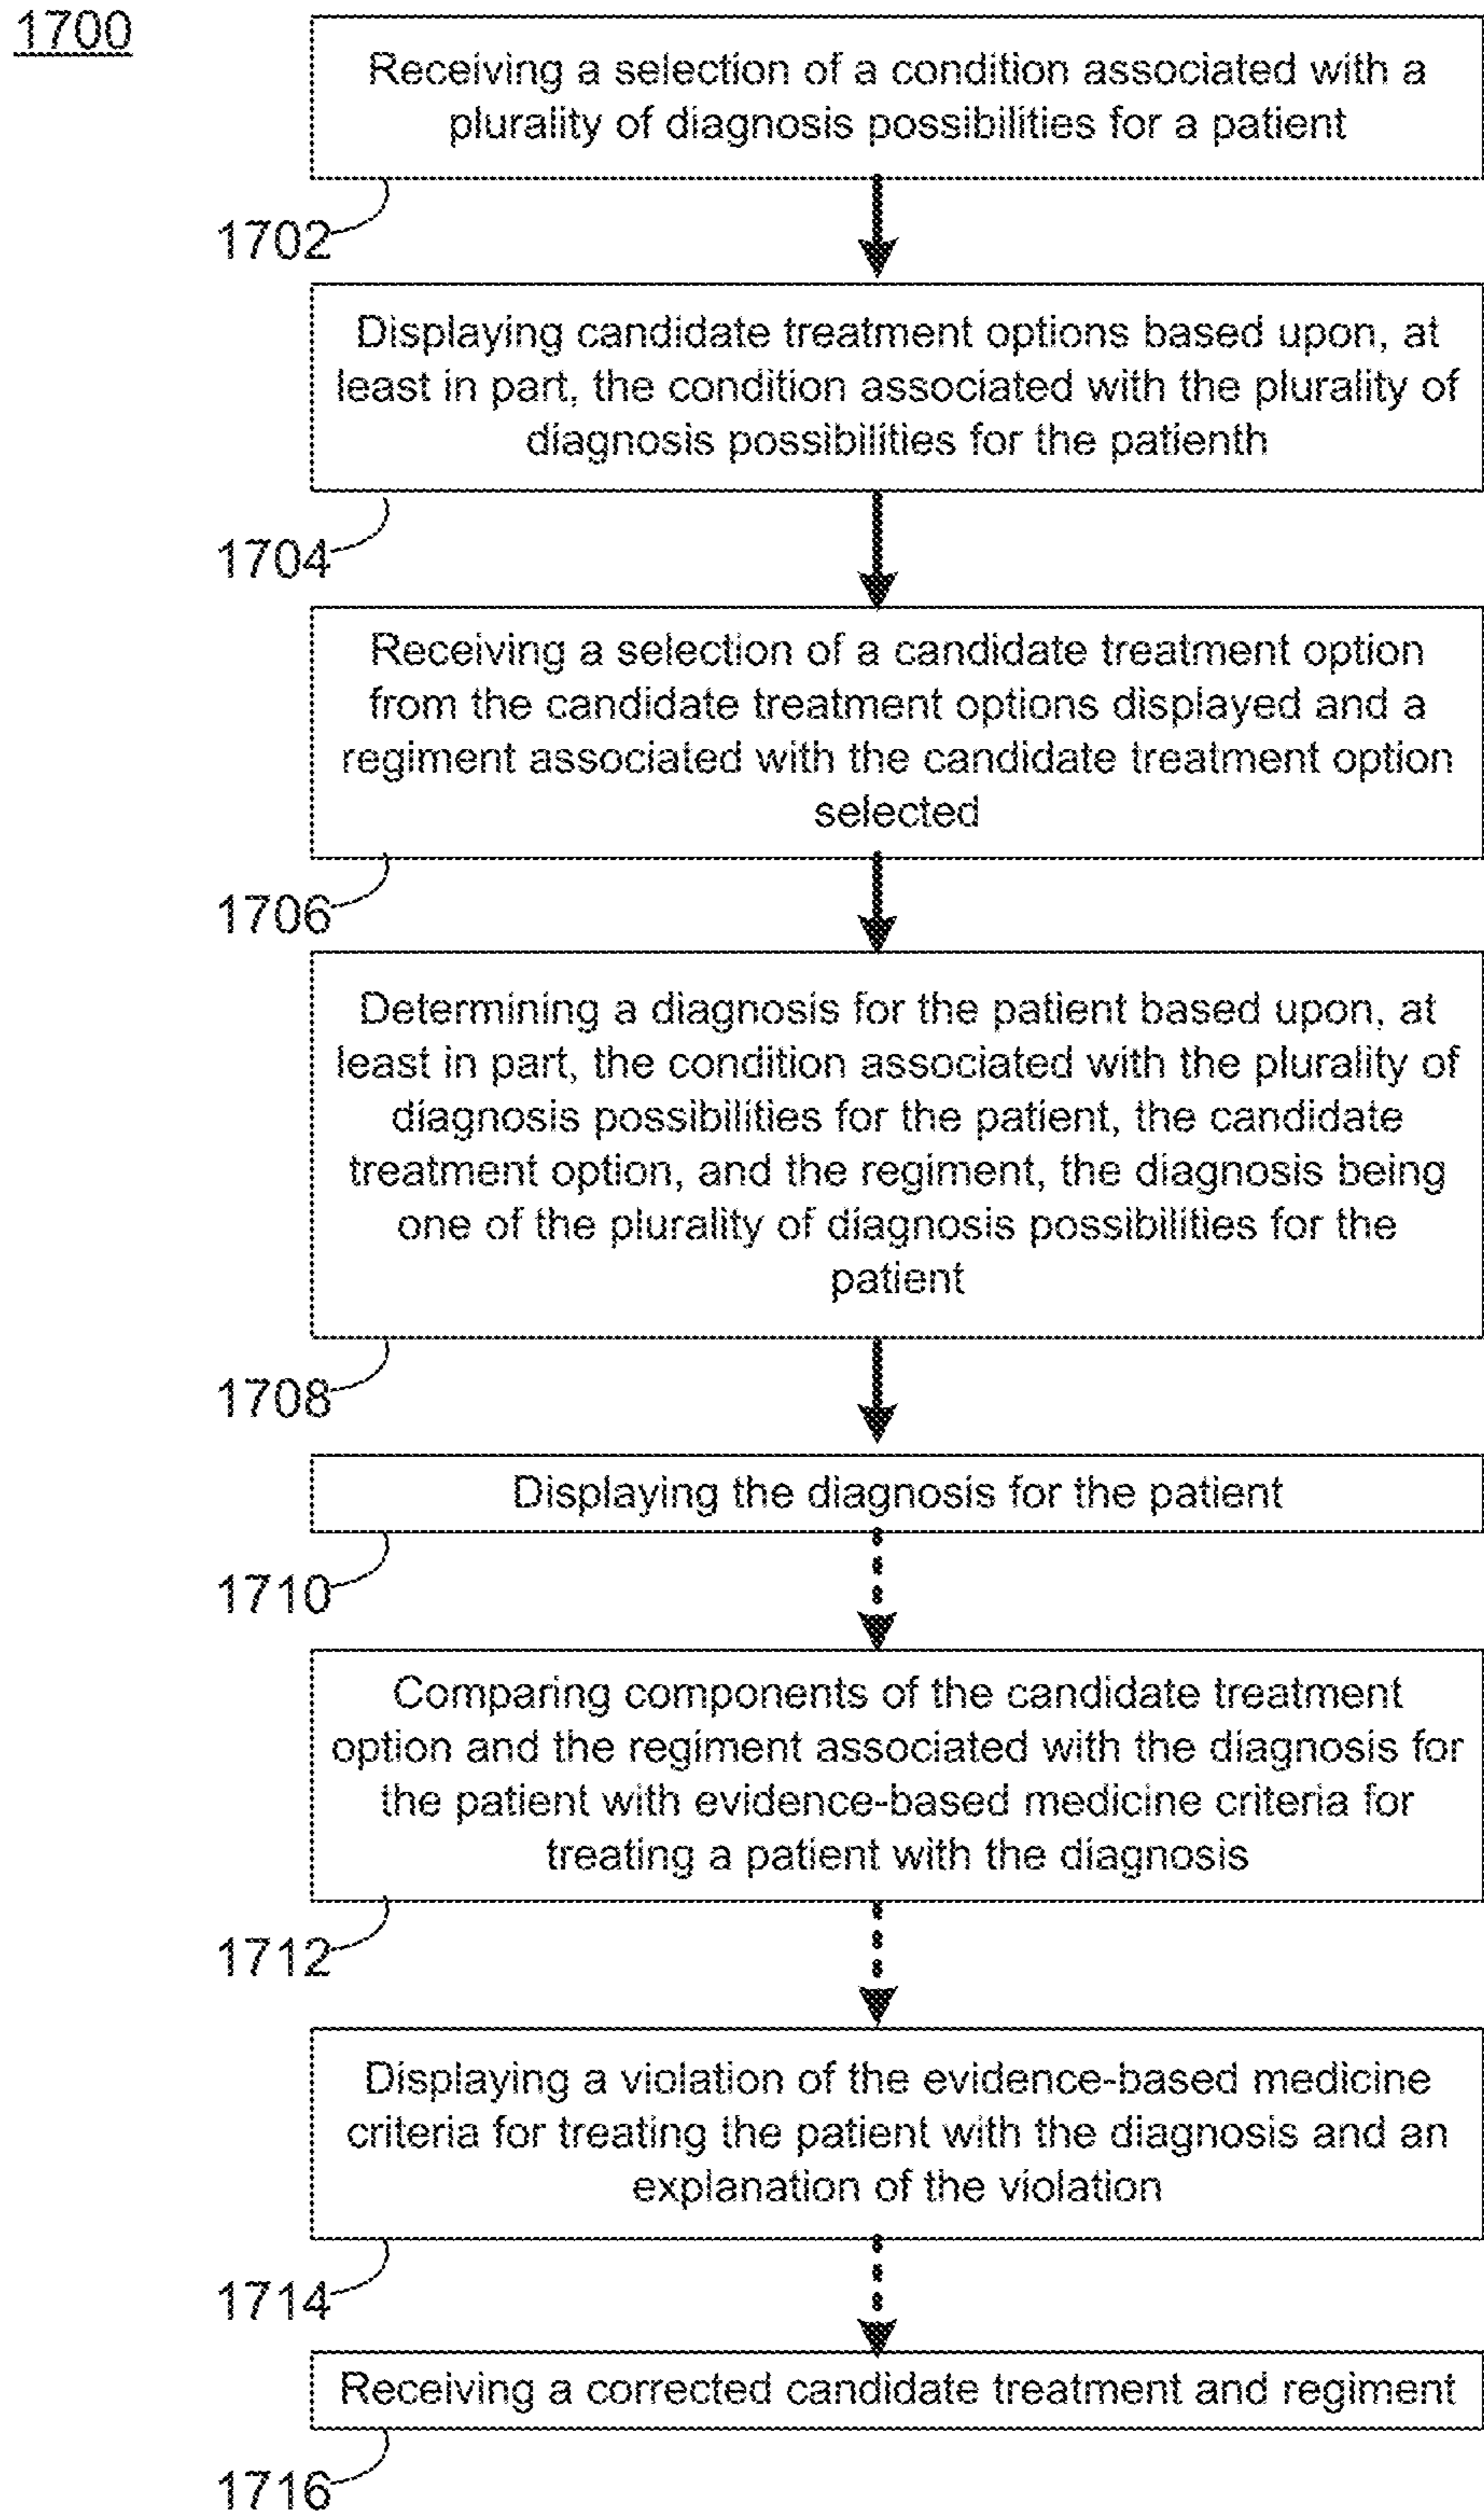 1700
Receiving a selection of a condition associated with a
plurality of diagnosis possibilities for a patient
1702
Displaying candidate treatment options based upon, at
least in part, the condition associated with the plurality of
diagnosis possibilities for the patienth
1704
Receiving a selection of a candidate treatment option
from the candidate treatment options displayed and a
regiment associated with the candidate treatment option
selected
1706
Determining a diagnosis for the patient based upon, at
least in part, the condition associated with the plurality of
diagnosis possibilities for the patient, the candidate
treatment option, and the regiment, the diagnosis being
one of the plurality of diagnosis possibilities for the
patient
1708
Displaying the diagnosis for the patient
1710
Comparing components of the candidate treatment
option and the regiment associated with the diagnosis for
the patient with evidence-based medicine criteria for
treating a patient with the diagnosis
1712
Displaying a violation of the evidence-based medicine
criteria for treating the patient with the diagnosis and an
explanation of the violation
1714
Receiving a corrected candidate treatment and regiment
1716